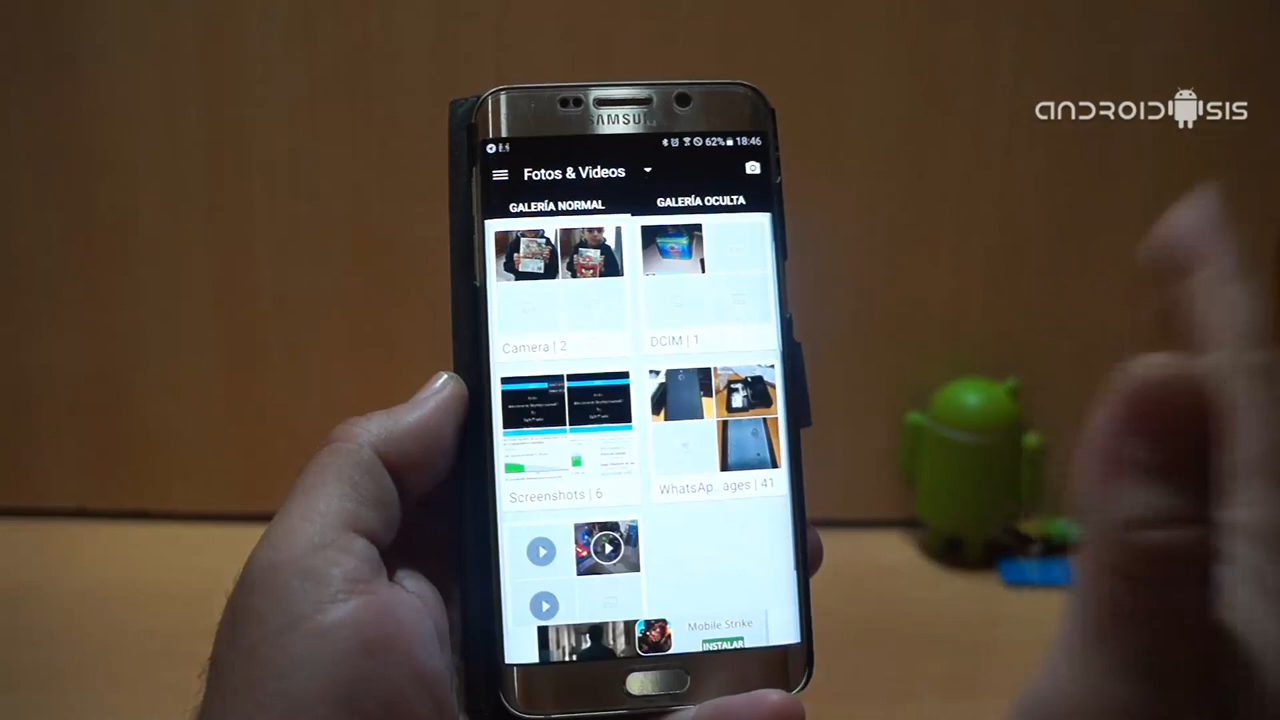 ANDROIDSIS
SAMSUNG
62% 18:46
Fotos & Videos
GALERÍA NORMAL
GALERÍA OCULTA
Camera | 2
DCIM | 1
Screenshots | 6
WhatsAp...ages | 41
Mobile Strike
INSTALAR